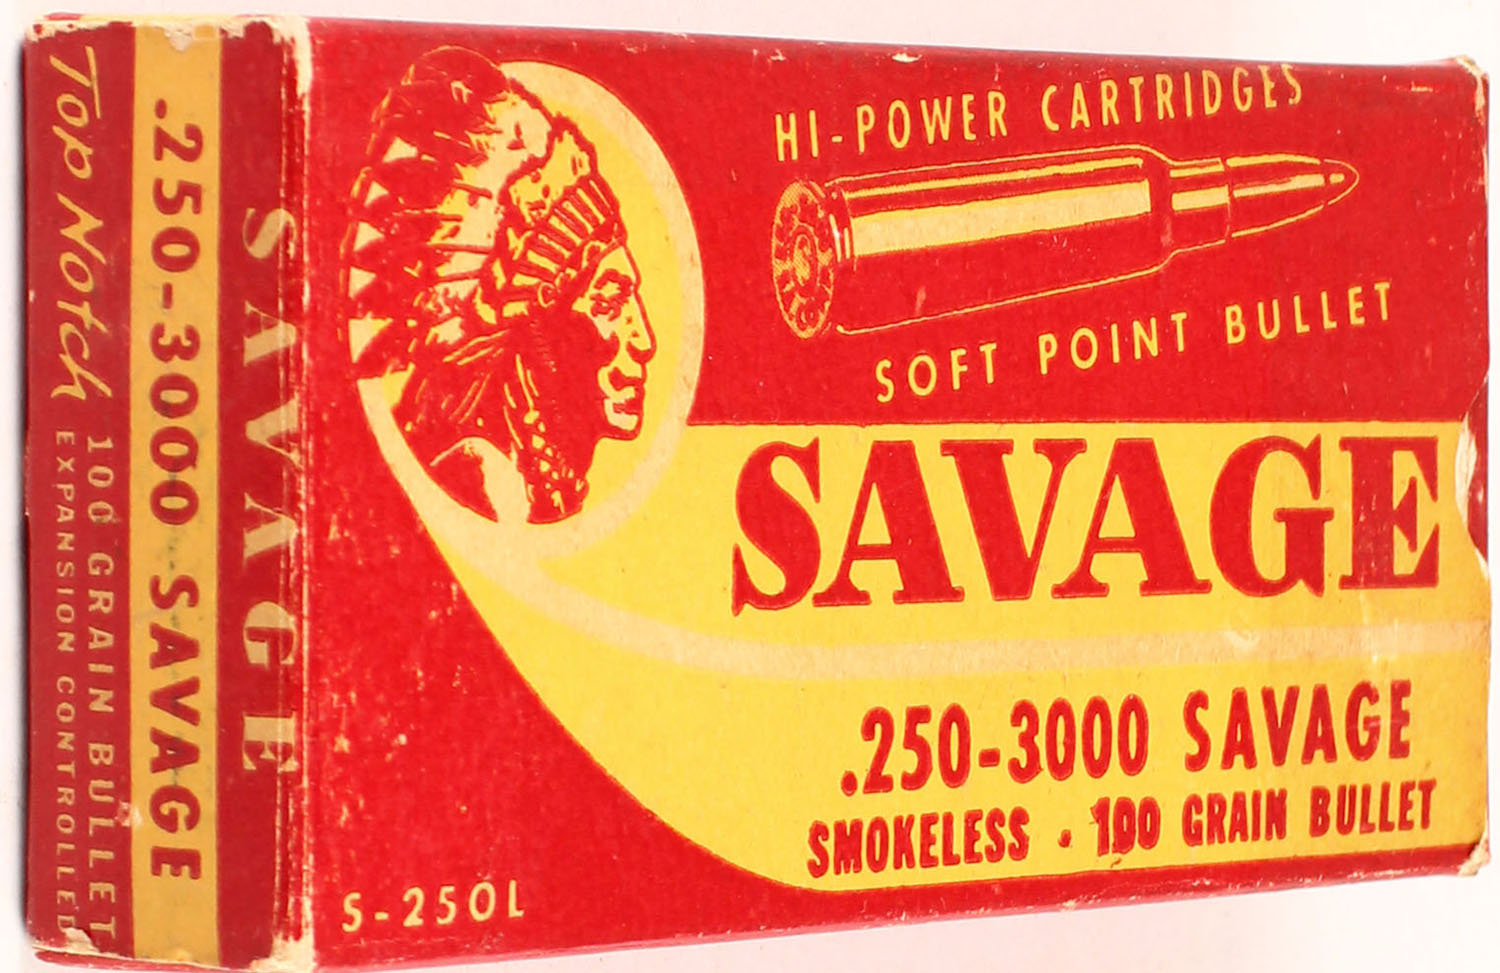 HI-POWER CARTRIDGES
SOFT POINT BULLET
SAVAGE
.250-3000 SAVAGE
SMOKELESS . 100 GRAIN BULLET
S-250L
SAVAGE
.250-3000 SAVAGE
Top Notch 100 GRAIN BULLET
EXPANSION CONTROLLED